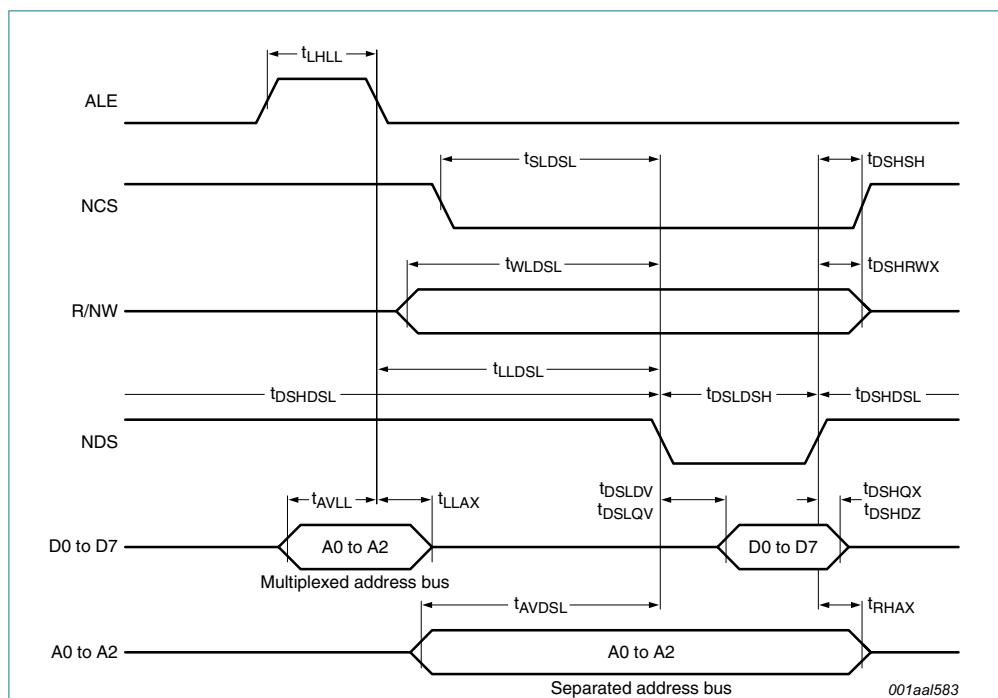 tLHLL
ALE
tSLDSL
tDSHSH
NCS
tWLDSL
tDSHRWX
R/NW
tLLDSL
tDSHDSL
tDSLDSH
tDSHDSL
NDS
tAVLL
tLLAX
tDSLDV
tDSLQV
tDSHQX
tDSHDZ
D0 to D7
A0 to A2
D0 to D7
Multiplexed address bus
tAVDSL
tRHAX
A0 to A2
A0 to A2
Separated address bus
001aal583